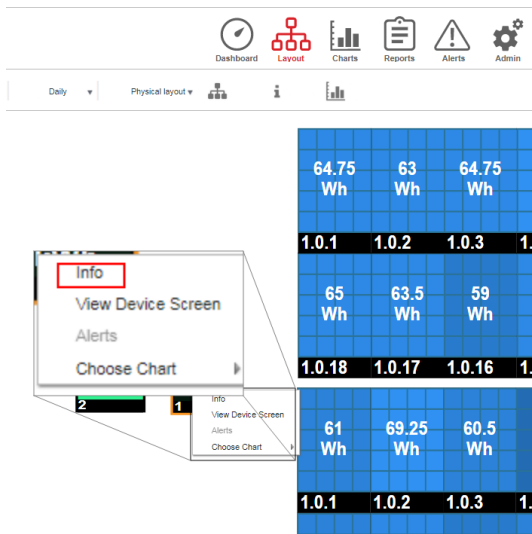 Dashboard Layout Charts Reports Alerts Admin
Daily Physical layout
64.75 63 64.75
Wh Wh Wh
1.0.1 1.0.2 1.0.3 1.
Info
View Device Screen
Alerts
Choose Chart
65 63.5 59
Wh Wh Wh
1.0.18 1.0.17 1.0.16 1.
2 1
Info
View Device Screen
Alerts
Choose Chart
61 69.25 60.5
Wh Wh Wh
1.0.1 1.0.2 1.0.3 1.